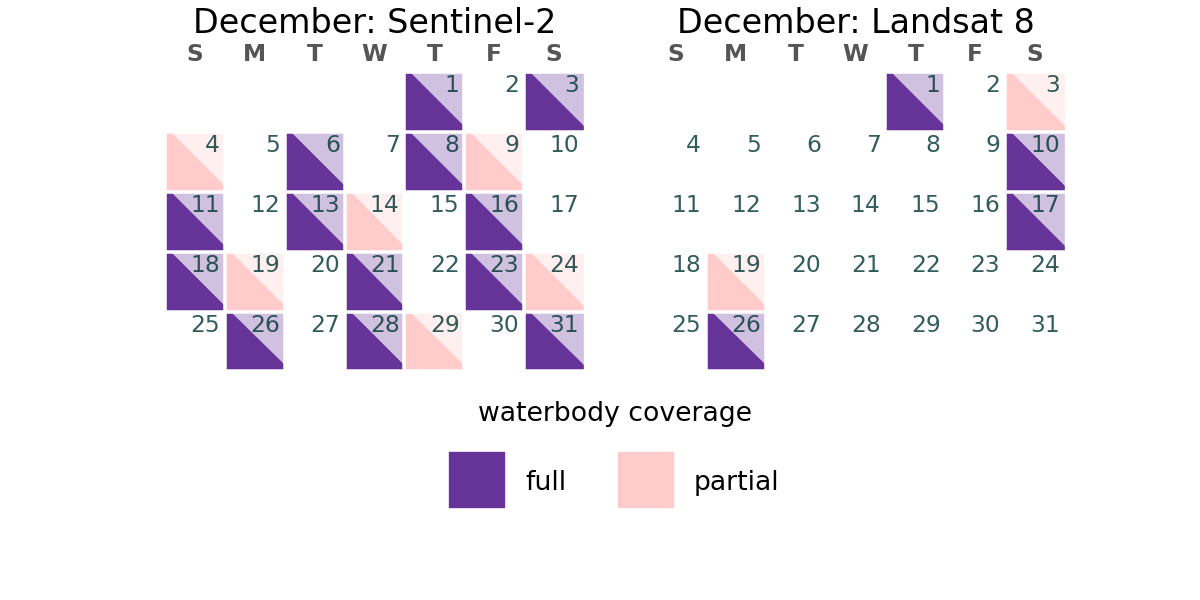 December: Sentinel-2
S M T W T F S
1 2 3
4 5 6 7 8 9 10
11 12 13 14 15 16 17
18 19 20 21 22 23 24
25 26 27 28 29 30 31
December: Landsat 8
S M T W T F S
1 2 3
4 5 6 7 8 9 10
11 12 13 14 15 16 17
18 19 20 21 22 23 24
25 26 27 28 29 30 31
waterbody coverage
full partial